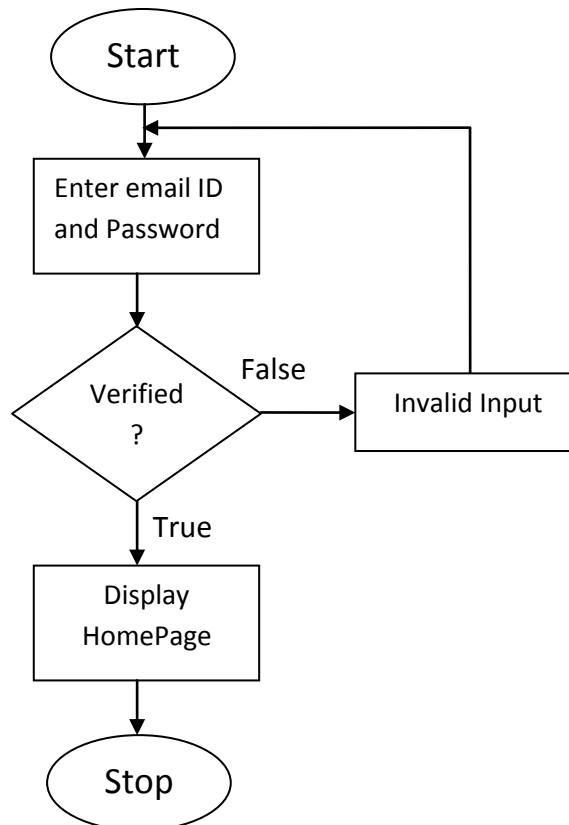 Start
Enter email ID
and Password
Verified
?
False
Invalid Input
True
Display
HomePage
Stop